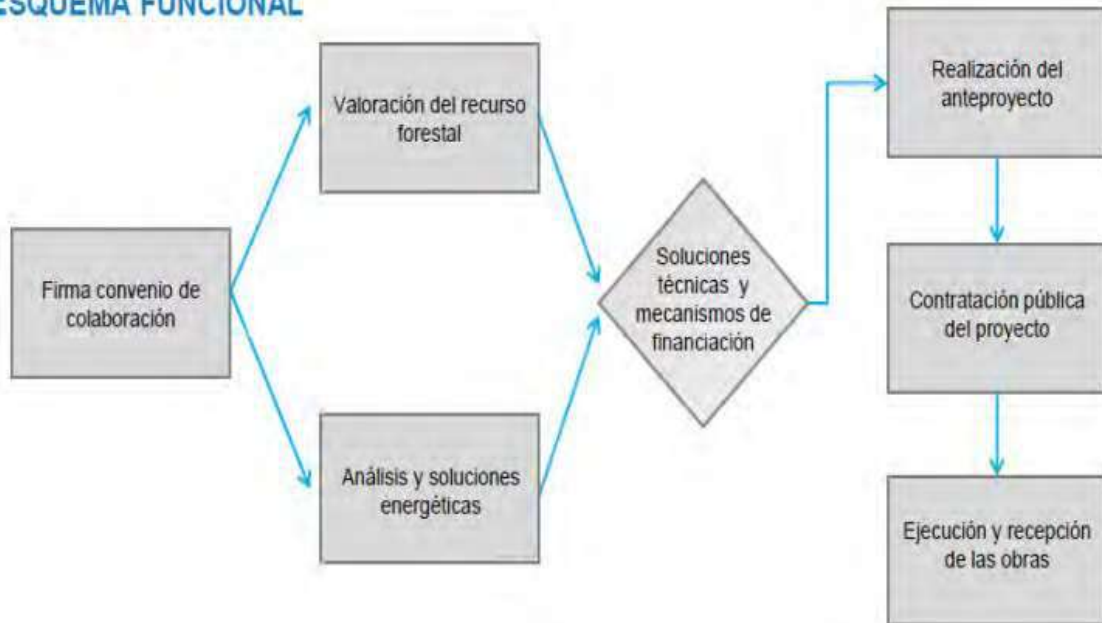 ESQUEMA FUNCIONAL
Firma convenio de
colaboración
Valoración del recurso
forestal
Análisis y soluciones
energéticas
Soluciones
técnicas y
mecanismos de
financiación
Realización del
anteproyecto
Contratación pública
del proyecto
Ejecución y recepción
de las obras